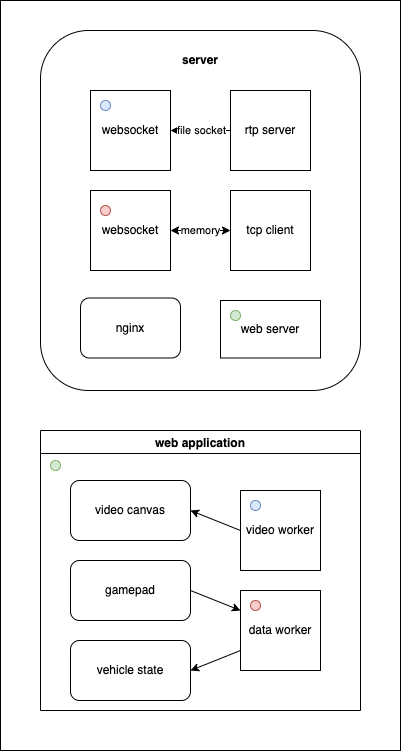 server
websocket
file socket
rtp server
websocket
memory
tcp client
nginx
web server
web application
video canvas
video worker
gamepad
data worker
vehicle state